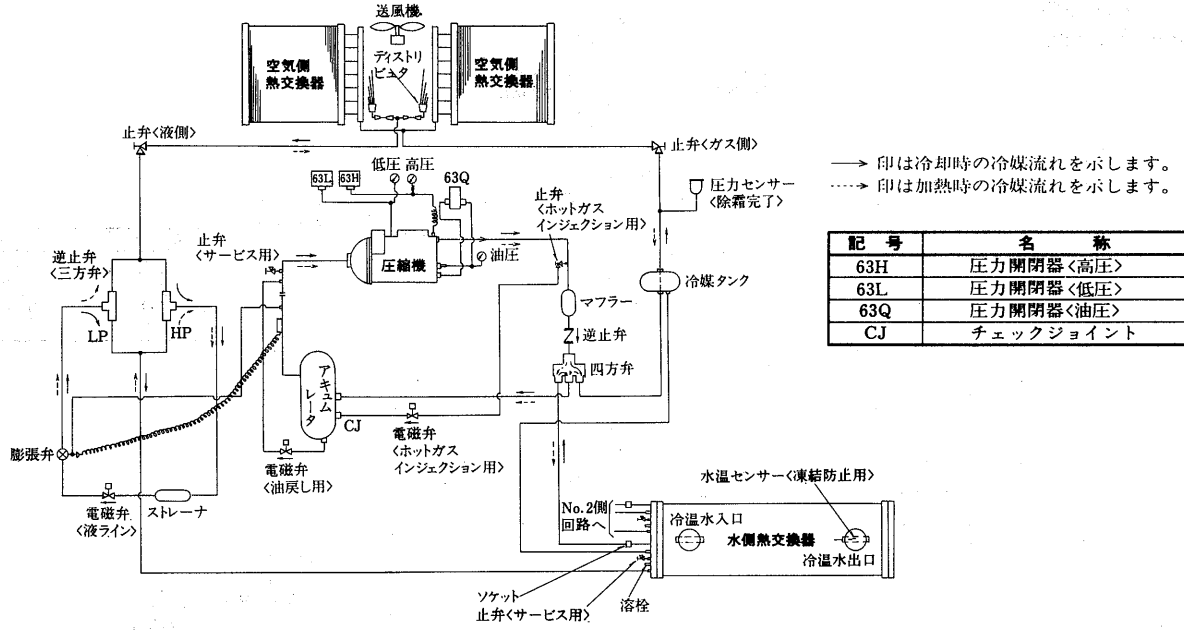 送風機
空気側
熱交換器
ディストリ
ビュタ
空気側
熱交換器
止弁〈液側〉
止弁〈ガス側〉
低圧 高圧
63L
63H
63Q
圧力センサー
〈除霜完了〉
止弁
〈ホットガス
インジェクション用〉
→ 印は冷却時の冷媒流れを示します。
⇢ 印は加熱時の冷媒流れを示します。
止弁
〈サービス用〉
圧縮機
油圧
逆止弁
〈三方弁〉
LP
HP
冷媒タンク
マフラー
逆止弁
四方弁
記 号 名 称
63H 圧力開閉器〈高圧〉
63L 圧力開閉器〈低圧〉
63Q 圧力開閉器〈油圧〉
CJ チェックジョイント
アキュム
レータ
CJ
電磁弁
〈ホットガス
インジェクション用〉
膨張弁
電磁弁
〈油戻し用〉
電磁弁
〈液ライン〉
ストレーナ
水温センサー〈凍結防止用〉
No.2側
回路へ
冷温水入口
水側熱交換器
冷温水出口
ソケット
止弁〈サービス用〉
溶栓